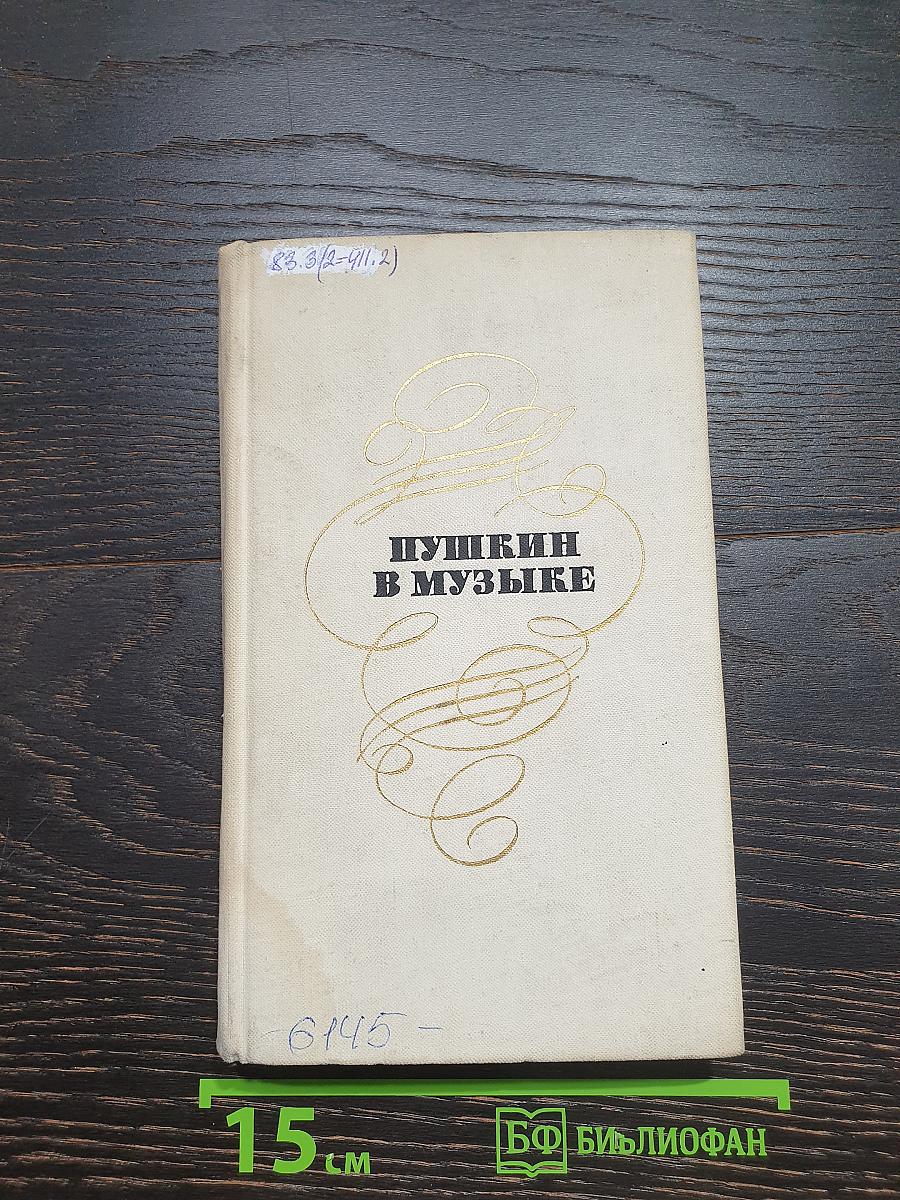 83.3(2=411.2)
ПУШКИН
В МУЗЫКЕ
6145 -
15 см
БФ БИБЛИОФАН